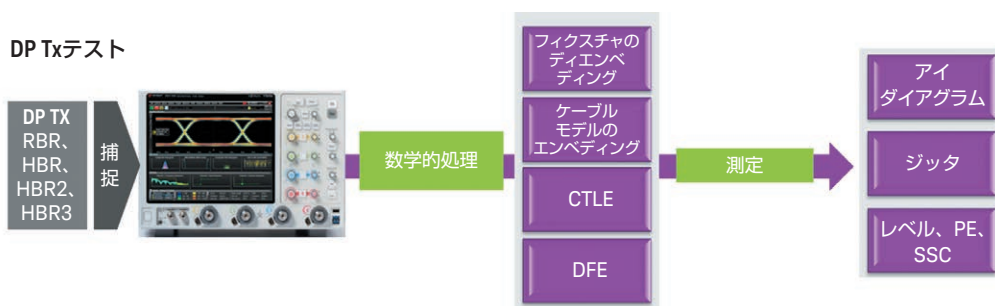 DP Txテスト
DP TX
RBR、
HBR、
HBR2、
HBR3
捕
捉
数学的処理
フィクスチャの
ディエンベ
ディング
ケーブル
モデルの
エンベディング
CTLE
DFE
測定
アイ
ダイアグラム
ジッタ
レベル、PE、
SSC